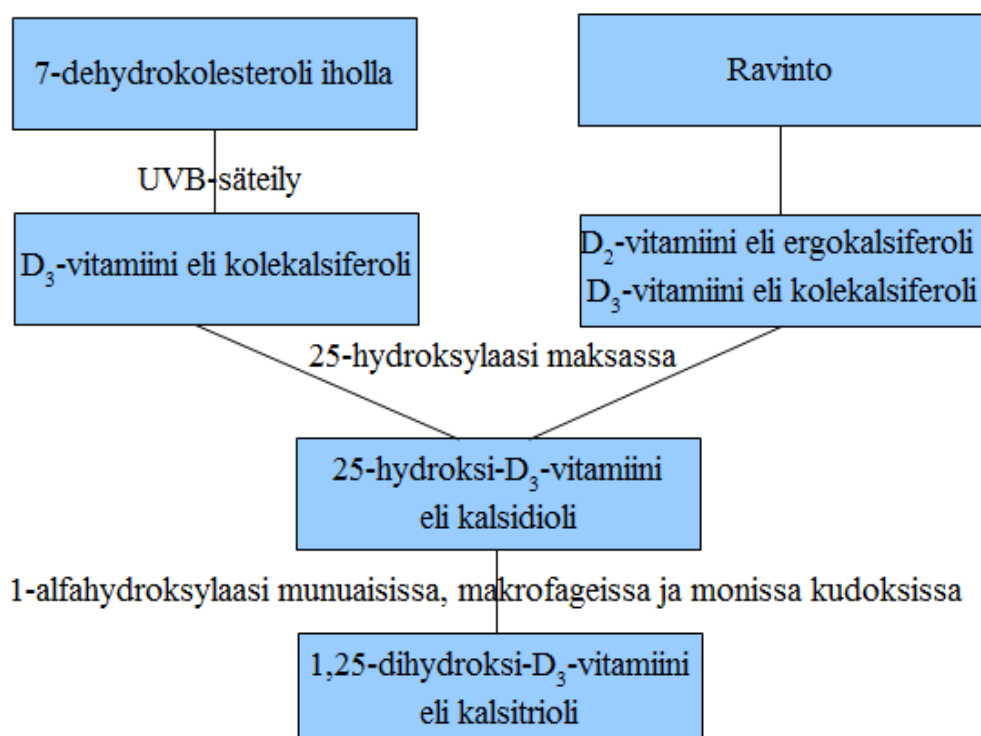 7-dehydrokolesteroli iholla
Ravinto
UVB-säteily
D₃-vitamiini eli kolekalsiferoli
D₂-vitamiini eli ergokalsiferoli
D₃-vitamiini eli kolekalsiferoli
25-hydroksylaasi maksassa
25-hydroksi-D₃-vitamiini
eli kalsidioli
1-alfahydroksylaasi munuaisissa, makrofageissa ja monissa kudoksissa
1,25-dihydroksi-D₃-vitamiini
eli kalsitrioli